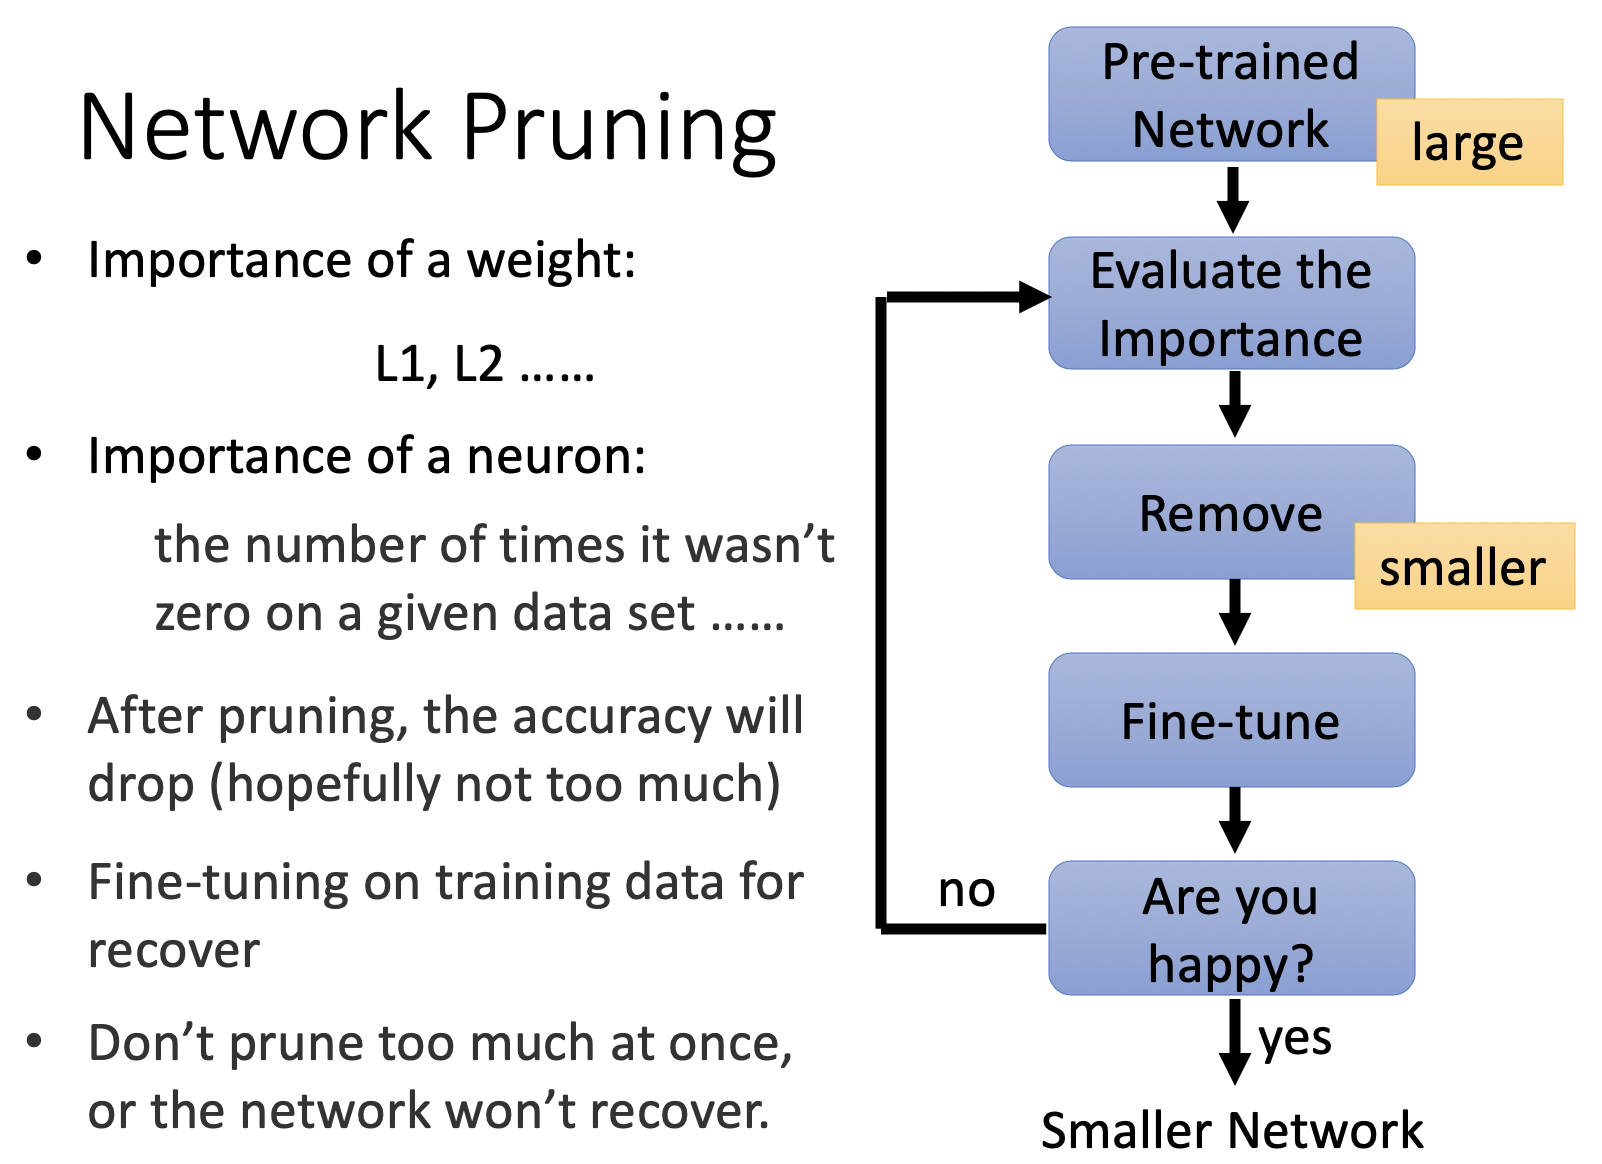 Network Pruning
• Importance of a weight:
L1, L2 ……
• Importance of a neuron:
the number of times it wasn’t
zero on a given data set ……
• After pruning, the accuracy will
drop (hopefully not too much)
• Fine-tuning on training data for
recover
• Don’t prune too much at once,
or the network won’t recover.
Pre-trained
Network
large
Evaluate the
Importance
Remove
smaller
Fine-tune
Are you
happy?
no
yes
Smaller Network